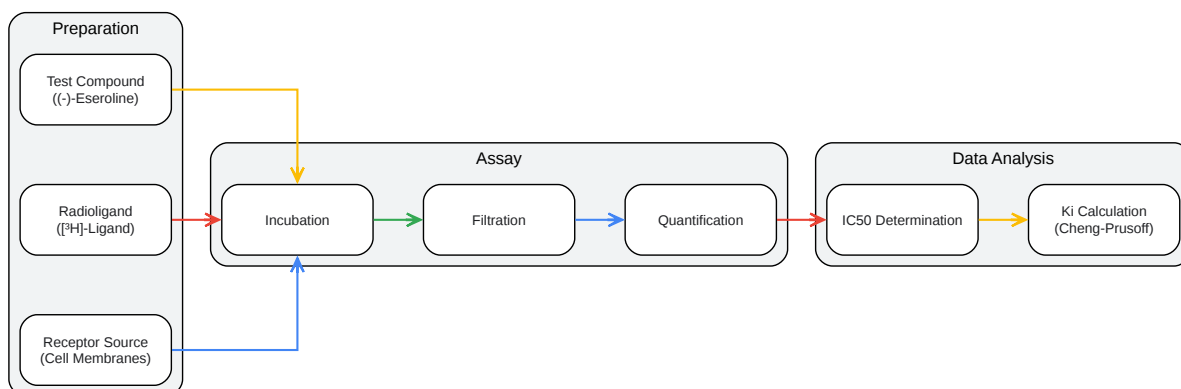 Preparation
Test Compound
((-)-Eseroline)
Radioligand
([³H]-Ligand)
Receptor Source
(Cell Membranes)
Assay
Incubation
Filtration
Quantification
Data Analysis
IC50 Determination
Ki Calculation
(Cheng-Prusoff)